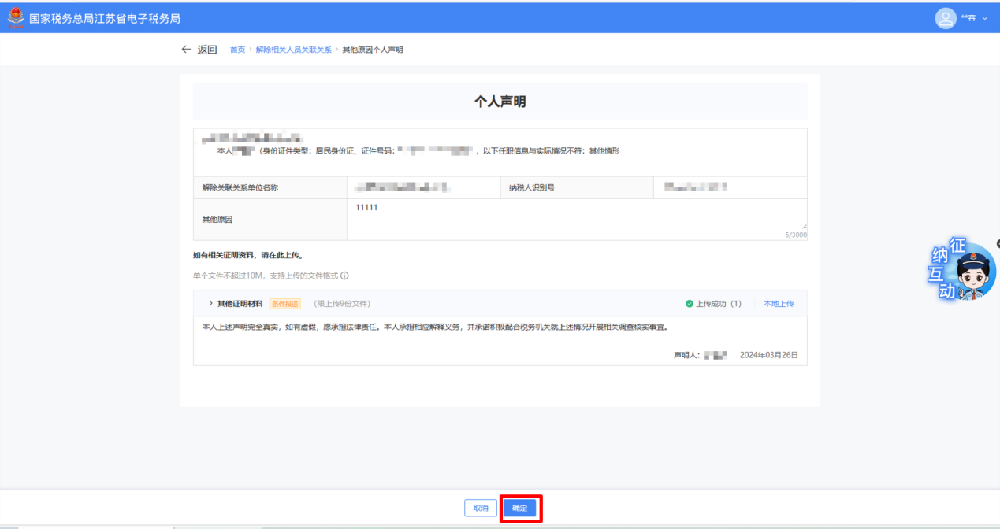 国家税务总局江苏省电子税务局
**容
返回 首页 解除相关人员关联关系 其他原因个人声明
个人声明
:
本人 （身份证件类型：居民身份证、证件号码： ，以下任职信息与实际情况不符：其他情形
解除关联关系单位名称 纳税人识别号
其他原因 11111
5/3000
如有相关证明资料，请在此上传。
单个文件不超过10M，支持上传的文件格式
其他证明材料 条件报送 （限上传9份文件） 上传成功（1） 本地上传
本人上述声明完全真实，如有虚假，愿承担法律责任。本人承担相应解释义务，并承诺积极配合税务机关就上述情况开展相关调查核实事宜。
声明人： 2024年03月26日
征纳互动
取消 确定